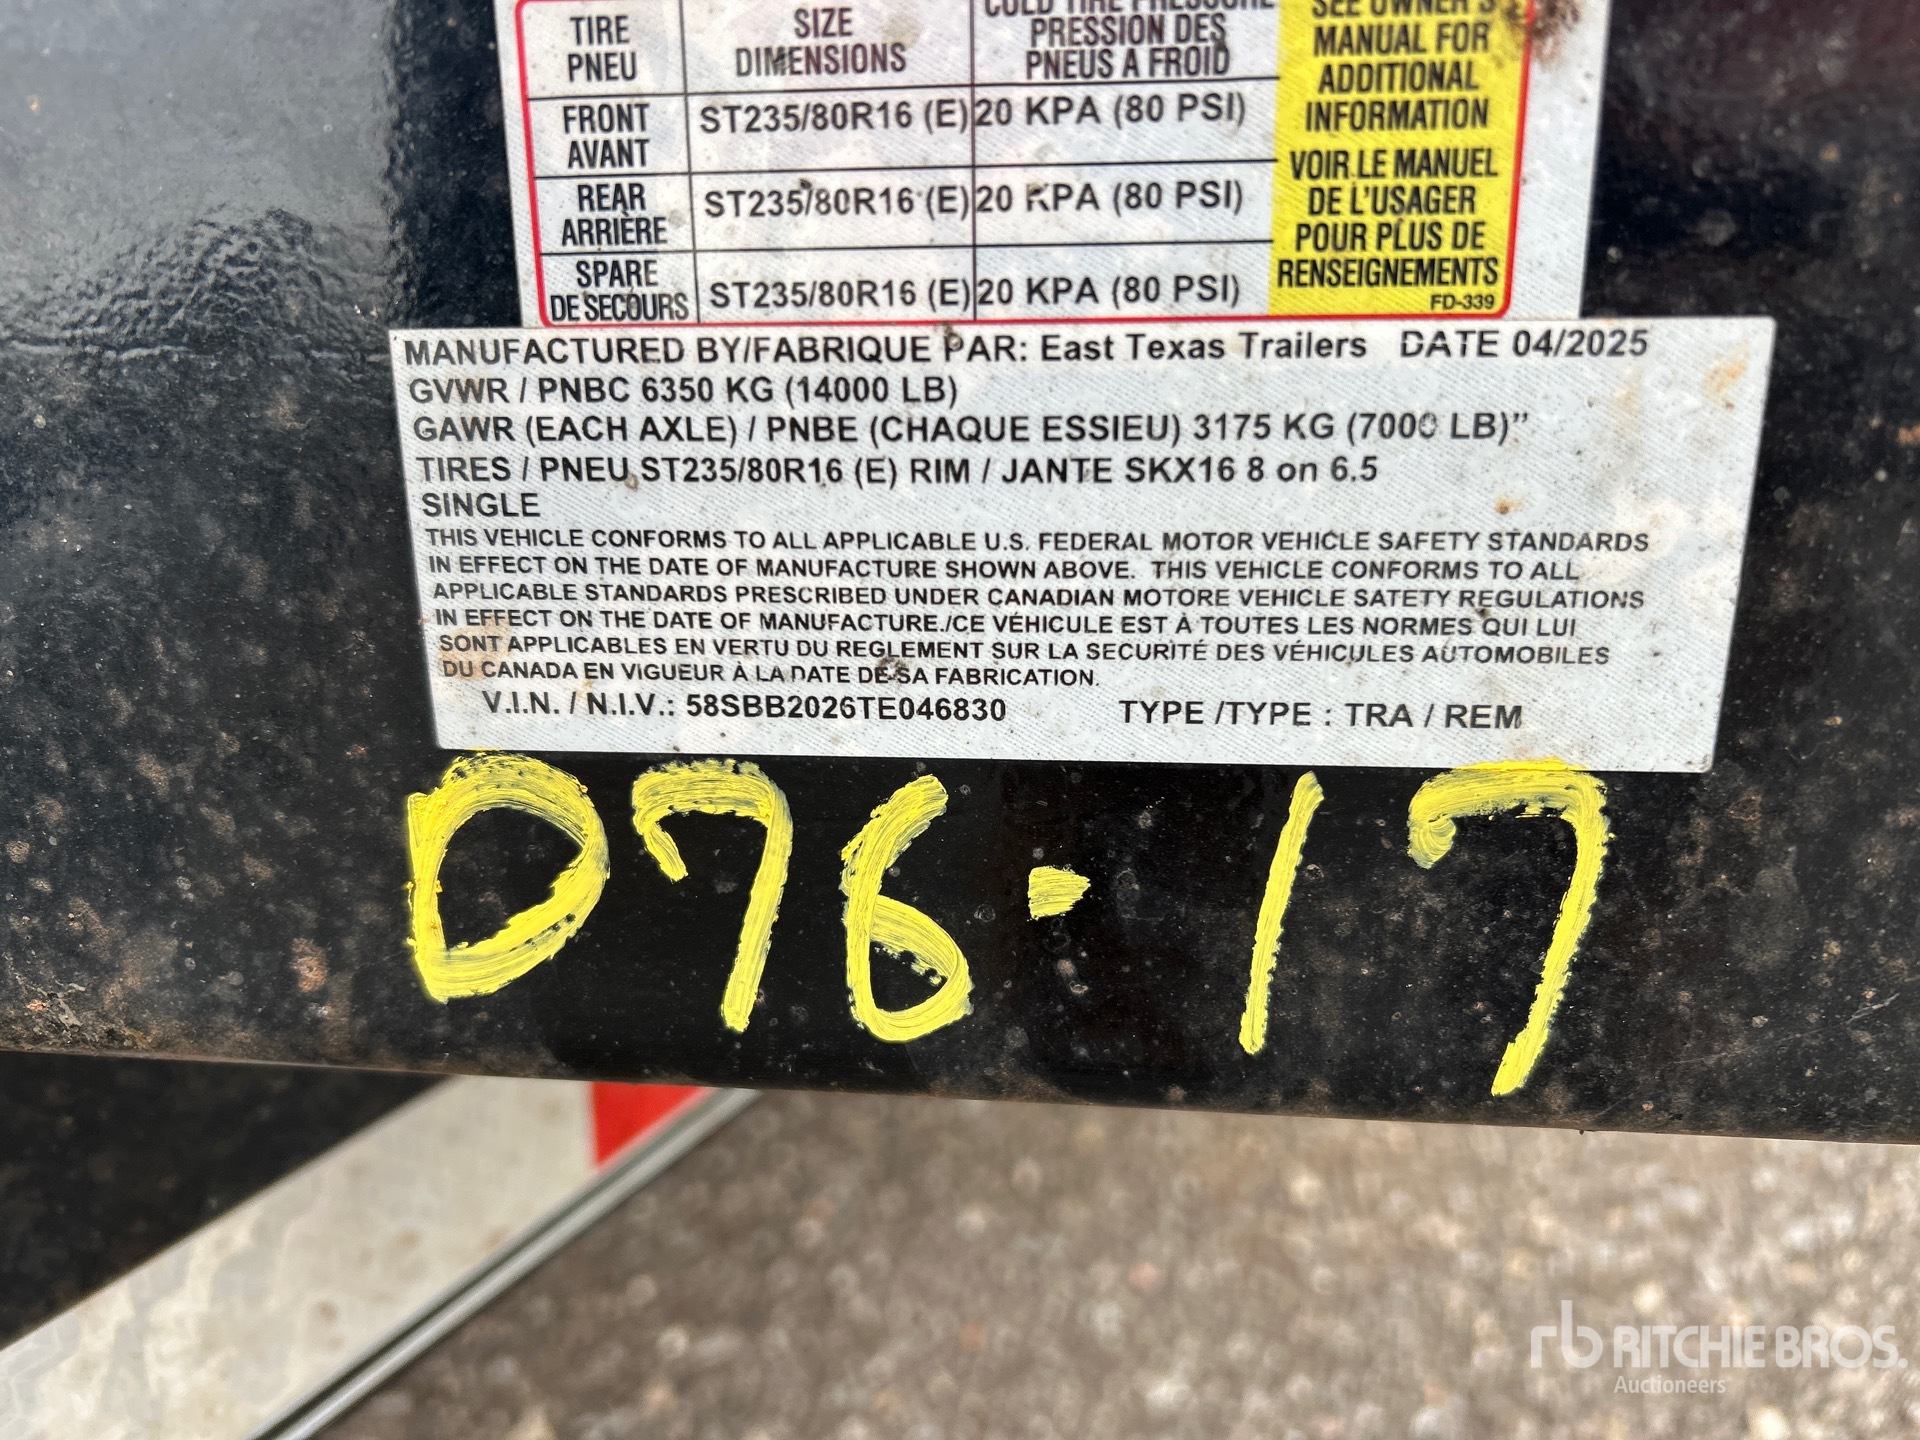 TIRE PNEU
SIZE DIMENSIONS
COLD TIRE PRESSURE
PRESSION DES
PNEUS A FROID
FRONT AVANT
ST235/80R16 (E)
20 KPA (80 PSI)
REAR ARRIÈRE
ST235/80R16 (E)
20 KPA (80 PSI)
SPARE DE SECOURS
ST235/80R16 (E)
20 KPA (80 PSI)
SEE OWNER'S
MANUAL FOR
ADDITIONAL
INFORMATION
VOIR LE MANUEL
DE L'USAGER
POUR PLUS DE
RENSEIGNEMENTS
FD-339
MANUFACTURED BY/FABRIQUE PAR: East Texas Trailers DATE 04/2025
GVWR / PNBC 6350 KG (14000 LB)
GAWR (EACH AXLE) / PNBE (CHAQUE ESSIEU) 3175 KG (7000 LB)"
TIRES / PNEU ST235/80R16 (E) RIM / JANTE SKX16 8 on 6.5
SINGLE
THIS VEHICLE CONFORMS TO ALL APPLICABLE U.S. FEDERAL MOTOR VEHICLE SAFETY STANDARDS
IN EFFECT ON THE DATE OF MANUFACTURE SHOWN ABOVE. THIS VEHICLE CONFORMS TO ALL
APPLICABLE STANDARDS PRESCRIBED UNDER CANADIAN MOTORE VEHICLE SATETY REGULATIONS
IN EFFECT ON THE DATE OF MANUFACTURE./CE VÉHICULE EST À TOUTES LES NORMES QUI LUI
SONT APPLICABLES EN VERTU DU REGLEMENT SUR LA SECURITÉ DES VÉHICULES AUTOMOBILES
DU CANADA EN VIGUEUR À LA DATE DE SA FABRICATION.
V.I.N. / N.I.V.: 58SBB2026TE046830 TYPE /TYPE : TRA / REM
D76-17
rb RITCHIE BROS.
Auctioneers